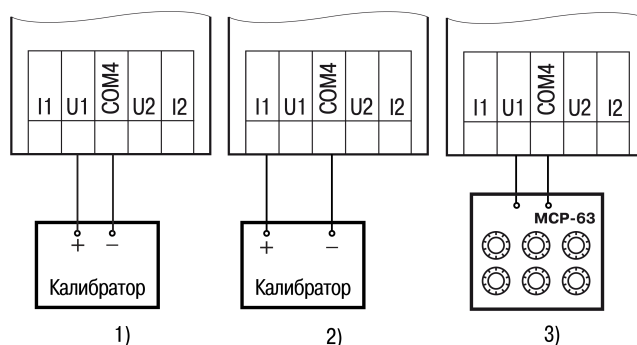 I1 U1 COM4 U2 I2
+ −
Калибратор
1)
I1 U1 COM4 U2 I2
+ −
Калибратор
2)
I1 U1 COM4 U2 I2
МСР-63
3)